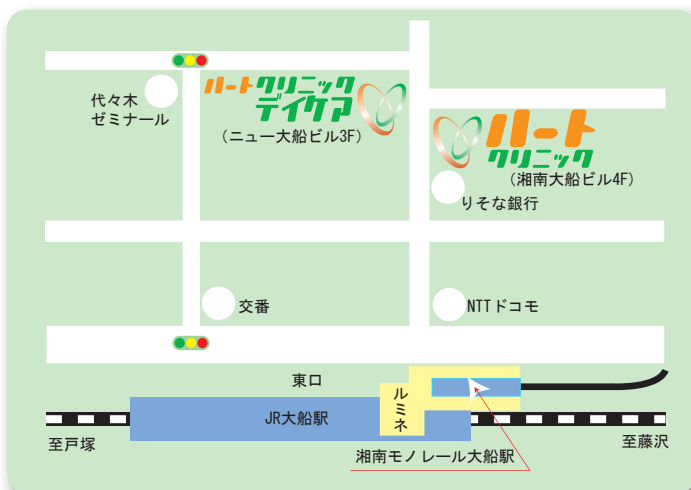 代々木
ゼミナール
ハートクリニック
デイケア
(ニュー大船ビル3F)
ハート
クリニック
(湘南大船ビル4F)
りそな銀行
交番
NTTドコモ
東口
ルミネ
JR大船駅
至戸塚
至藤沢
湘南モノレール大船駅